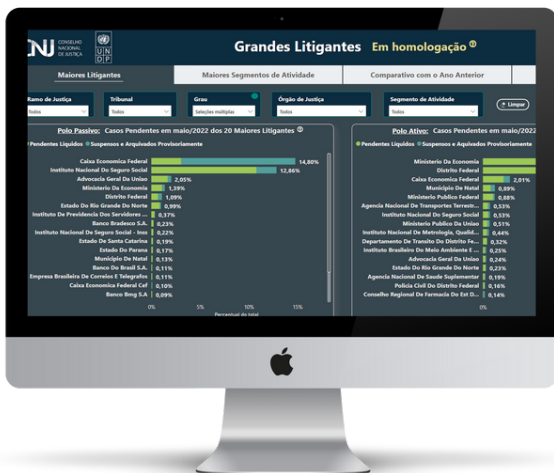 CNJ
CONSELHO
NACIONAL
DE JUSTIÇA
UN
DP
Grandes Litigantes Em homologação
Maiores Litigantes
Maiores Segmentos de Atividade
Comparativo com o Ano Anterior
Ramo de Justiça
Todos
Tribunal
Todos
Grau
Seleções múltiplas
Órgão de Justiça
Todos
Segmento de Atividade
Todos
Limpar
Polo Passivo: Casos Pendentes em maio/2022 dos 20 Maiores Litigantes
Pendentes Líquidos Suspensos e Arquivados Provisoriamente
Caixa Economica Federal 14,80%
Instituto Nacional Do Seguro Social 12,86%
Advocacia Geral Da Uniao 2,05%
Ministerio Da Economia 1,39%
Distrito Federal 1,09%
Estado Do Rio Grande Do Norte 0,99%
Instituto De Previdencia Dos Servidores ... 0,37%
Banco Bradesco S.A. 0,23%
Instituto Nacional De Seguro Social - Inss 0,22%
Estado De Santa Catarina 0,19%
Estado Do Parana 0,17%
Município De Natal 0,13%
Banco Do Brasil S.A. 0,11%
Empresa Brasileira De Correios E Telegrafos 0,11%
Caixa Economica Federal Cef 0,10%
Banco Bmg S.A 0,09%
0% 5% 10% 15%
Percentual do total
Polo Ativo: Casos Pendentes em maio/2022
Pendentes Líquidos Suspensos e Arquivados Provisoriamente
Ministerio Da Economia
Distrito Federal
Caixa Economica Federal 2,01%
Município De Natal 0,89%
Ministerio Publico Federal 0,88%
Agencia Nacional De Transportes Terrestr... 0,53%
Instituto Nacional Do Seguro Social 0,53%
Ministerio Publico Da Uniao 0,51%
Instituto Nacional De Metrologia, Qualid... 0,44%
Departamento De Transito Do Distrito Fe... 0,32%
Instituto Brasileiro Do Meio Ambiente E ... 0,25%
Advocacia Geral Da Uniao 0,24%
Estado Do Rio Grande Do Norte 0,23%
Agencia Nacional De Saude Suplementar 0,19%
Policia Civil Do Distrito Federal 0,16%
Conselho Regional De Farmacia Do Est D... 0,14%
0%